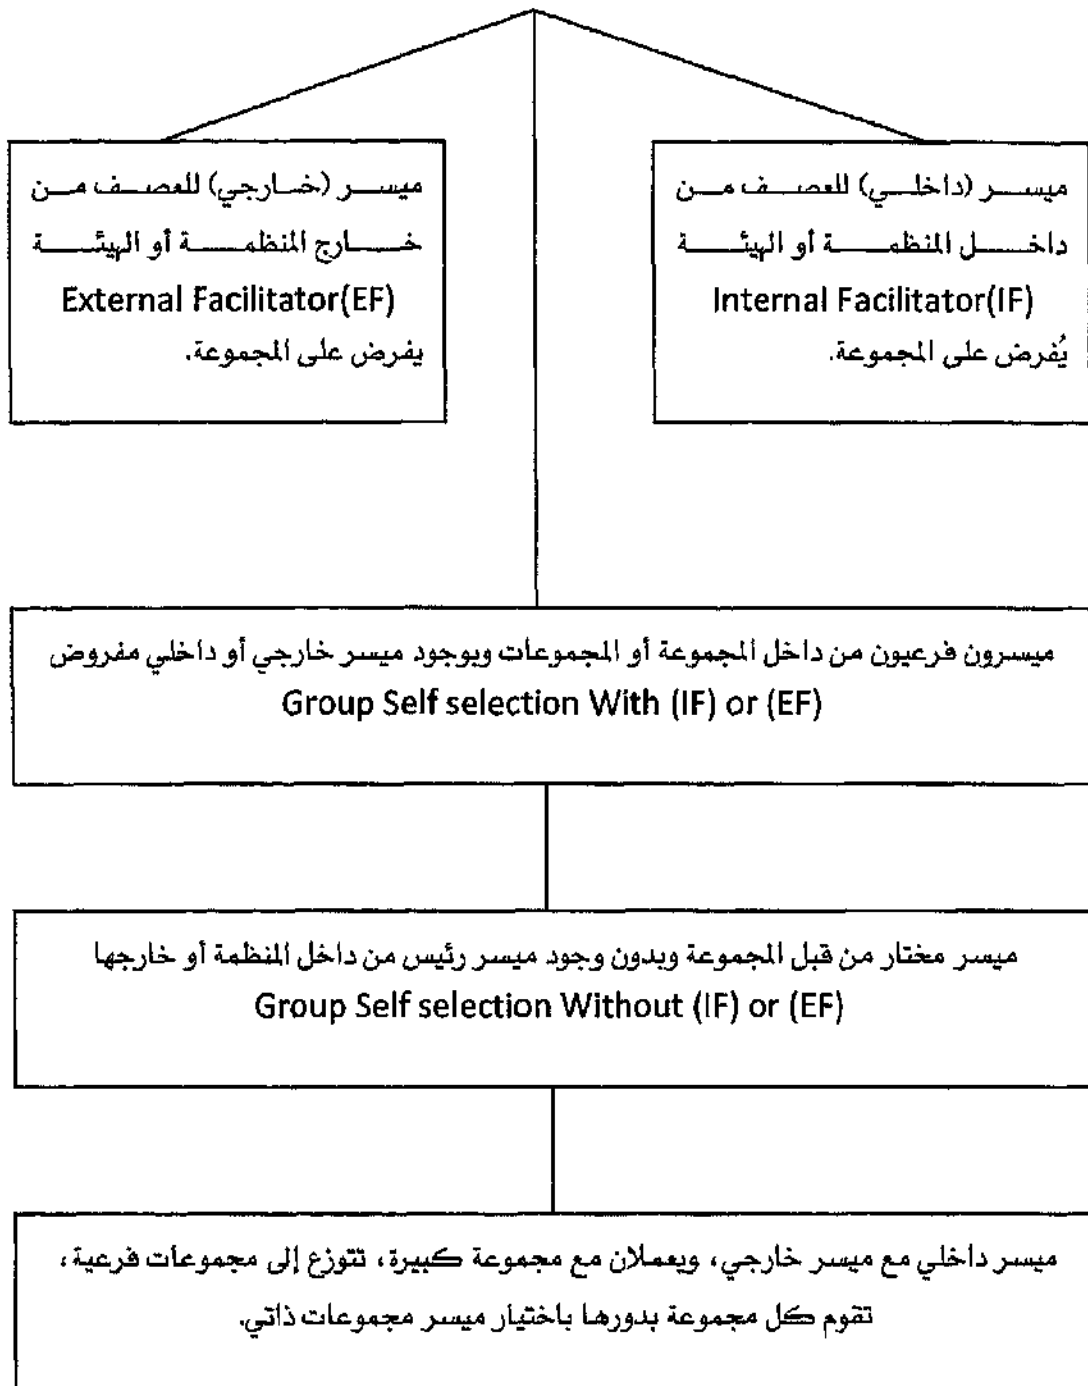 ميسر (داخلي) للعصف من
داخل المنظمة أو الهيئة
Internal Facilitator(IF)
يُفرض على المجموعة.
ميسر (خارجي) للعصف من
خارج المنظمة أو الهيئة
External Facilitator(EF)
يفرض على المجموعة.
ميسرون فرعيون من داخل المجموعة أو المجموعات وبوجود ميسر خارجي أو داخلي مفروض
Group Self selection With (IF) or (EF)
ميسر مختار من قبل المجموعة وبدون وجود ميسر رئيس من داخل المنظمة أو خارجها
Group Self selection Without (IF) or (EF)
ميسر داخلي مع ميسر خارجي، ويعملان مع مجموعة كبيرة، تتوزع إلى مجموعات فرعية،
تقوم كل مجموعة بدورها باختيار ميسر مجموعات ذاتي.